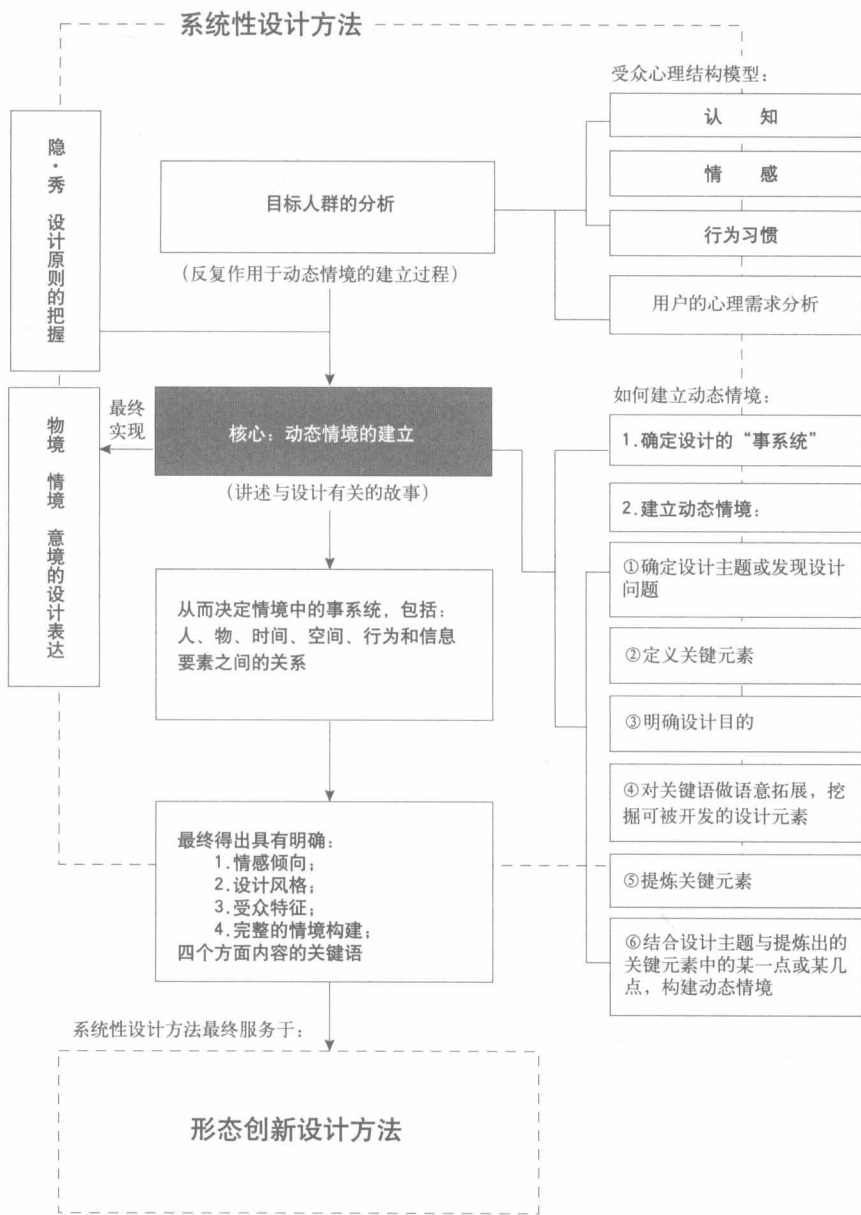 系统性设计方法
受众心理结构模型：
认 知
情 感
行为习惯
用户的心理需求分析
隐·秀 设计原则的把握
目标人群的分析
（反复作用于动态情境的建立过程）
物境 情境 意境的设计表达
最终
实现
核心：动态情境的建立
（讲述与设计有关的故事）
如何建立动态情境：
1.确定设计的“事系统”
2.建立动态情境：
①确定设计主题或发现设计
问题
②定义关键元素
③明确设计目的
④对关键语做语意拓展，挖
掘可被开发的设计元素
⑤提炼关键元素
⑥结合设计主题与提炼出的
关键元素中的某一点或某几
点，构建动态情境
从而决定情境中的事系统，包括：
人、物、时间、空间、行为和信息
要素之间的关系
最终得出具有明确：
1.情感倾向；
2.设计风格；
3.受众特征；
4.完整的情境构建；
四个方面内容的关键语
系统性设计方法最终服务于：
形态创新设计方法